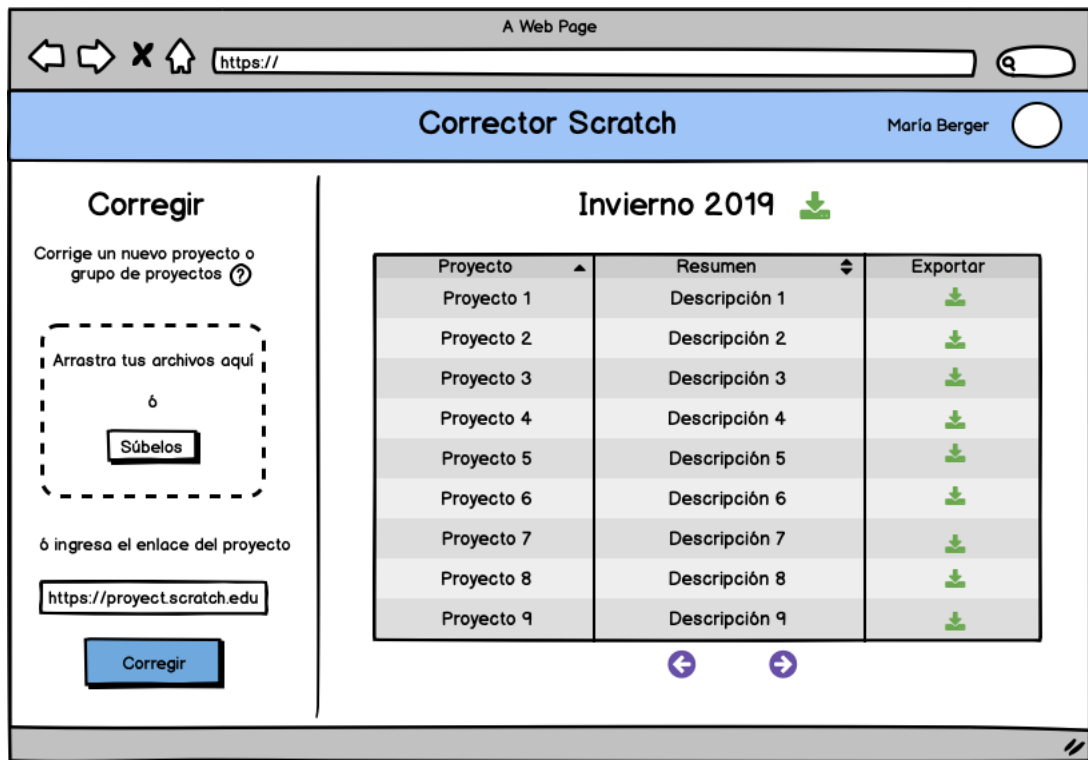 A Web Page
https://
Corrector Scratch
María Berger
Corregir
Corrige un nuevo proyecto o
grupo de proyectos ?
Arrastra tus archivos aquí
ó
Súbelos
ó ingresa el enlace del proyecto
https://proyect.scratch.edu
Corregir
Invierno 2019
Proyecto Resumen Exportar
Proyecto 1 Descripción 1
Proyecto 2 Descripción 2
Proyecto 3 Descripción 3
Proyecto 4 Descripción 4
Proyecto 5 Descripción 5
Proyecto 6 Descripción 6
Proyecto 7 Descripción 7
Proyecto 8 Descripción 8
Proyecto 9 Descripción 9